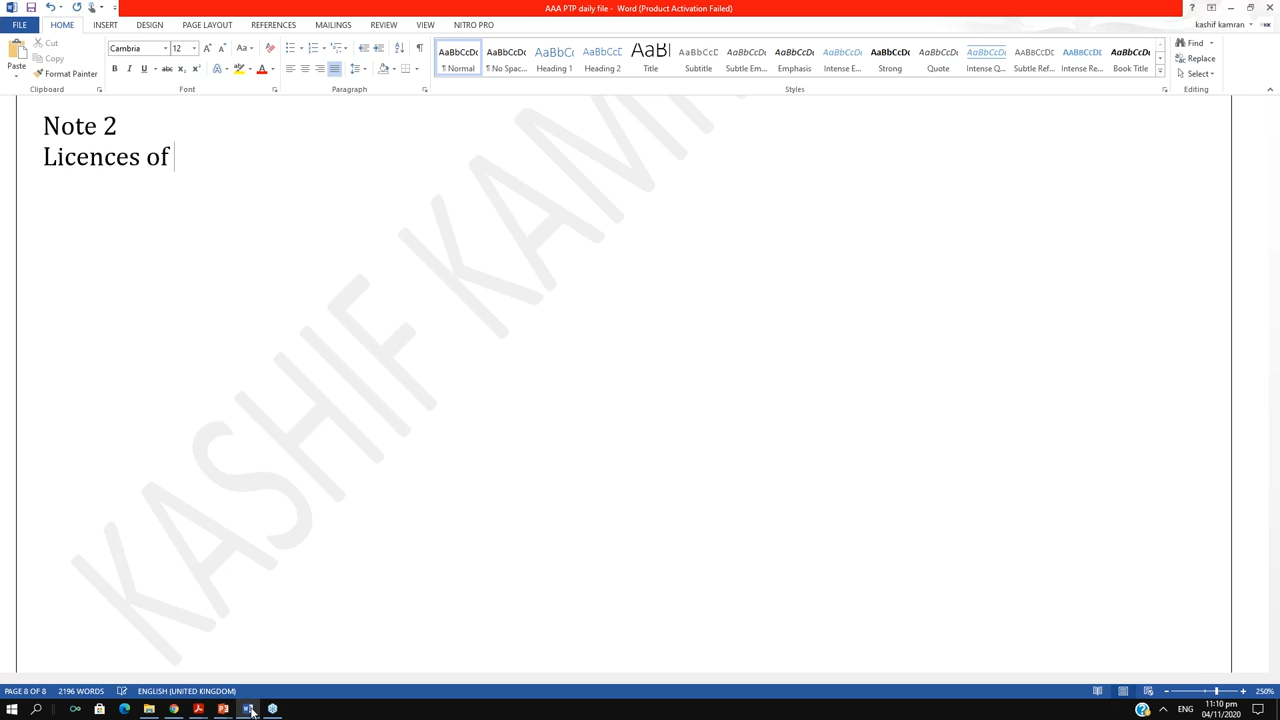 AAA PTP daily file - Word (Product Activation Failed)
FILE HOME INSERT DESIGN PAGE LAYOUT REFERENCES MAILINGS REVIEW VIEW NITRO PRO
kashif kamran
Paste
Cut
Copy
Format Painter
Clipboard
Cambria 12
Font
Paragraph
AaBbCcDc AaBbCcDc AaBbCc AaBbCcC AaBl AaBbCcD AaBbCcDc AaBbCcDc AaBbCcDc AaBbCcDc AaBbCcDc AaBbCcDc AaBbCcDc AaBbCcDc AaBbCcDc
¶ Normal ¶ No Spac... Heading 1 Heading 2 Title Subtitle Subtle Em... Emphasis Intense E... Strong Quote Intense Q... Subtle Ref... Intense Re... Book Title
Styles
Find
Replace
Select
Editing
Note 2
Licences of
KASHIF KAMR
PAGE 8 OF 8 2196 WORDS ENGLISH (UNITED KINGDOM) 250%
ENG
11:10 pm
04/11/2020